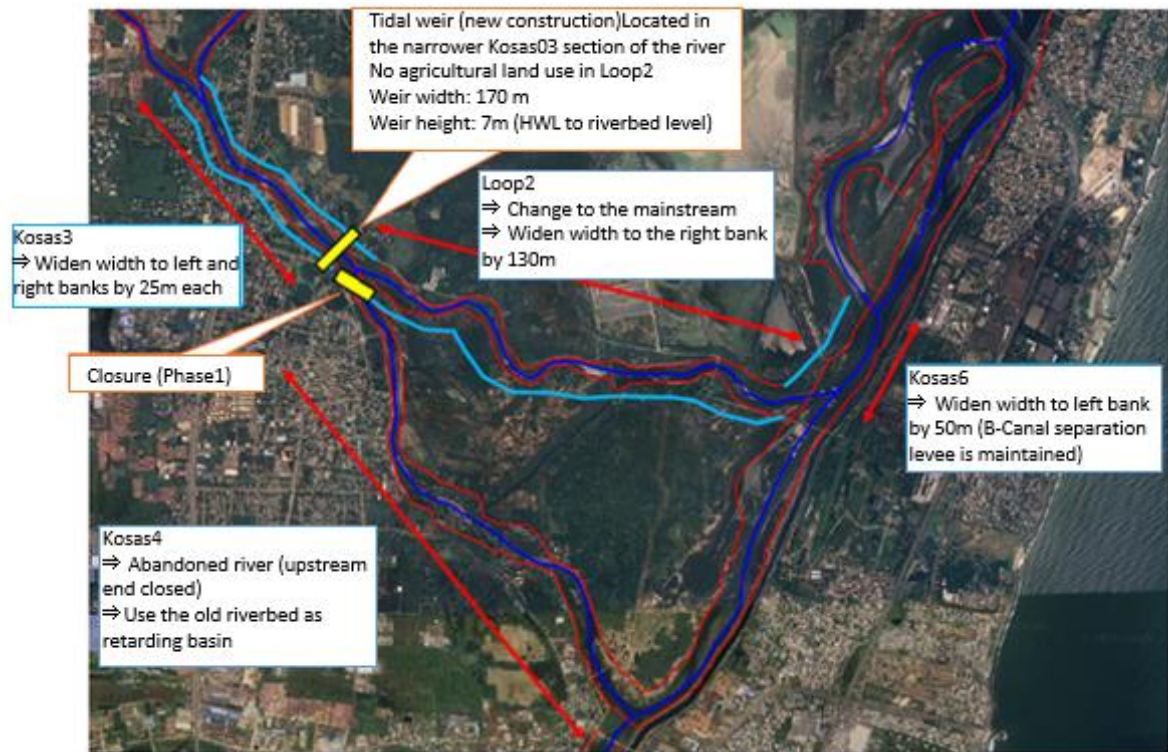 Tidal weir (new construction)Located in
the narrower Kosas03 section of the river
No agricultural land use in Loop2
Weir width: 170 m
Weir height: 7m (HWL to riverbed level)
Loop2
⇒ Change to the mainstream
⇒ Widen width to the right bank
by 130m
Kosas3
⇒ Widen width to left and
right banks by 25m each
Closure (Phase1)
Kosas6
⇒ Widen width to left bank
by 50m (B-Canal separation
levee is maintained)
Kosas4
⇒ Abandoned river (upstream
end closed)
⇒ Use the old riverbed as
retarding basin